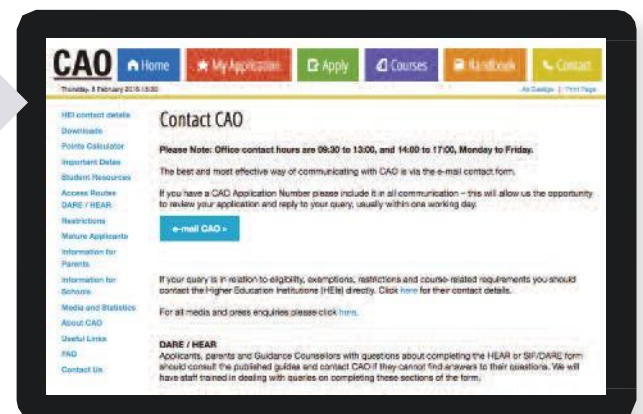 CAO
Home
My Application
Apply
Courses
Handbook
Contact
Thursday, 8 February 2018 15:30
As Gaeilge | Print Page
HEI contact details
Downloads
Points Calculator
Important Dates
Student Resources
Access Routes
DARE / HEAR
Restrictions
Mature Applicants
Information for
Parents
Information for
Schools
Media and Statistics
About CAO
Useful Links
FAQ
Contact Us
Contact CAO
Please Note: Office contact hours are 09:30 to 13:00, and 14:00 to 17:00, Monday to Friday.
The best and most effective way of communicating with CAO is via the e-mail contact form.
If you have a CAO Application Number please include it in all communication – this will allow us the opportunity
to review your application and reply to your query, usually within one working day.
e-mail CAO »
If your query is in relation to eligibility, exemptions, restrictions and course-related requirements you should
contact the Higher Education Institutions (HEIs) directly. Click here for their contact details.
For all media and press enquiries please click here.
DARE / HEAR
Applicants, parents and Guidance Counsellors with questions about completing the HEAR or SIF/DARE form
should consult the published guides and contact CAO if they cannot find answers to their questions. We will
have staff trained in dealing with queries on completing these sections of the form.